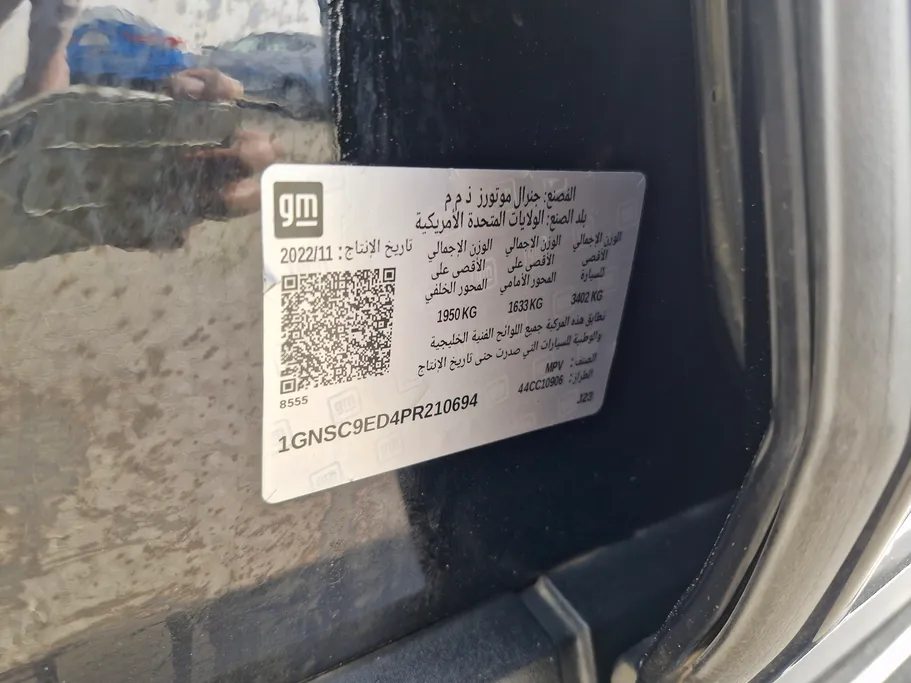 gm
المصنع: جنرال موتورز ذ م م
بلد الصنع: الولايات المتحدة الأمريكية
تاريخ الإنتاج: 2022/11
الوزن الإجمالي الأقصى للسيارة
3402 KG
الوزن الإجمالي الأقصى على المحور الأمامي
1633 KG
الوزن الإجمالي الأقصى على المحور الخلفي
1950 KG
تطابق هذه المركبة جميع اللوائح الفنية الخليجية
والوطنية للسيارات التي صدرت حتى تاريخ الإنتاج
الصنف: MPV
الطراز: 44CC10906
8555
1GNSC9ED4PR210694